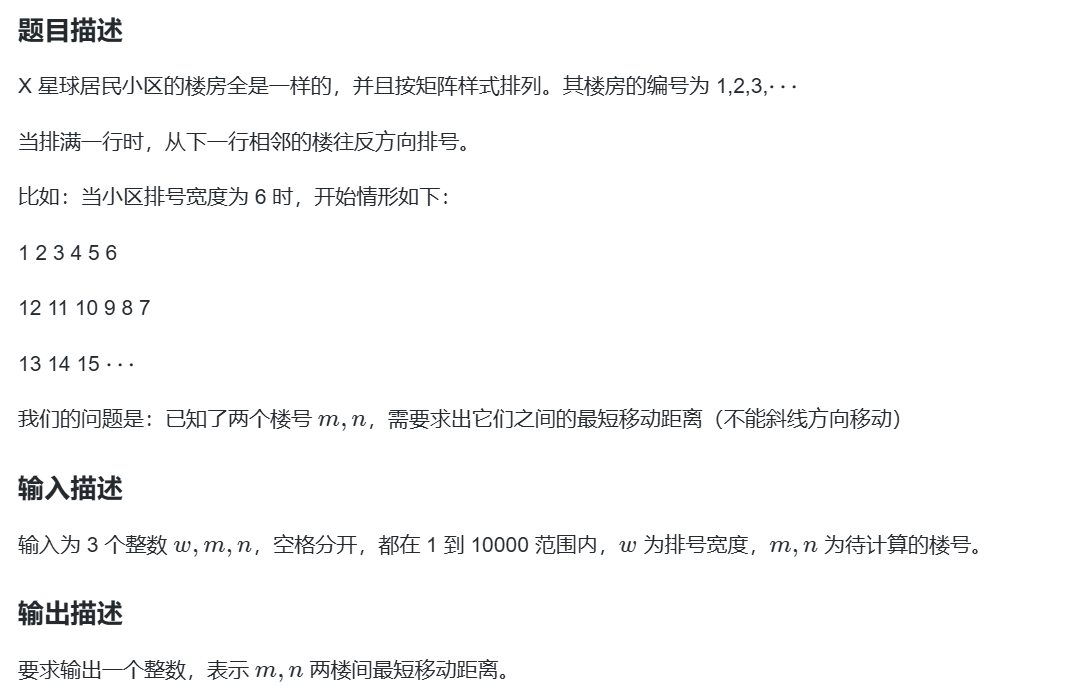 题目描述
X 星球居民小区的楼房全是一样的，并且按矩阵样式排列。其楼房的编号为 1,2,3,···
当排满一行时，从下一行相邻的楼往反方向排号。
比如：当小区排号宽度为 6 时，开始情形如下：
1 2 3 4 5 6
12 11 10 9 8 7
13 14 15 ···
我们的问题是：已知了两个楼号 m, n，需要求出它们之间的最短移动距离（不能斜线方向移动）
输入描述
输入为 3 个整数 w, m, n，空格分开，都在 1 到 10000 范围内，w 为排号宽度，m, n 为待计算的楼号。
输出描述
要求输出一个整数，表示 m, n 两楼间最短移动距离。